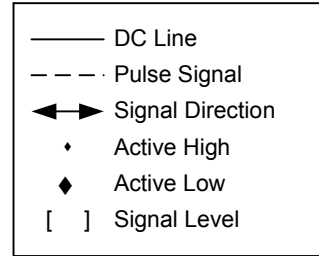 DC Line
Pulse Signal
Signal Direction
Active High
Active Low
[ ] Signal Level